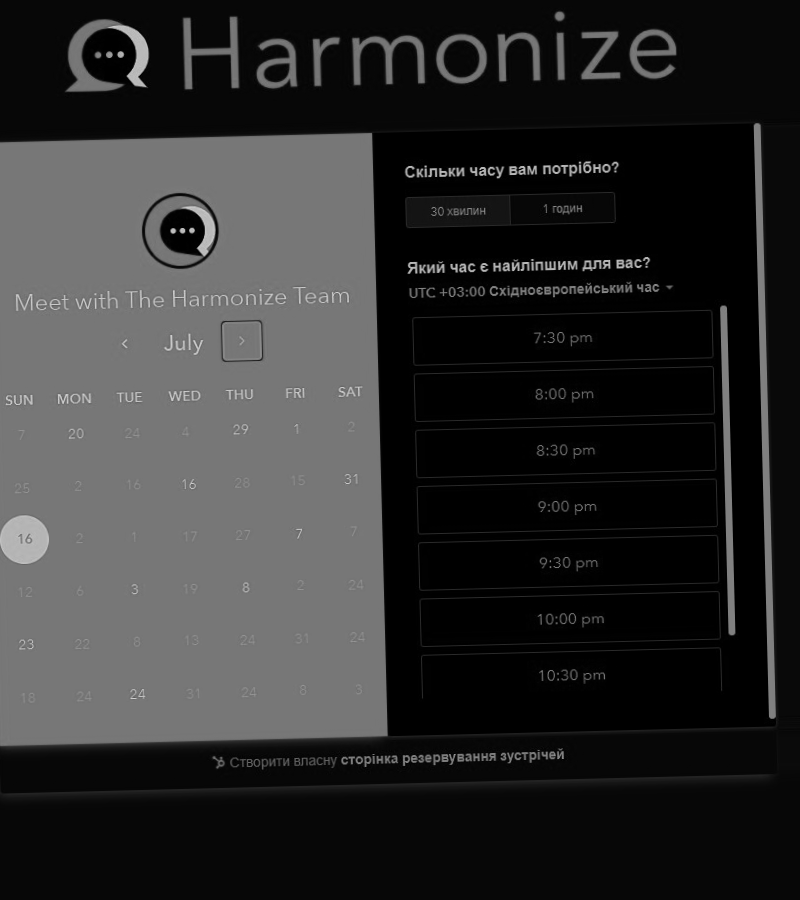 Harmonize
Meet with The Harmonize Team
July
SUN MON TUE WED THU FRI SAT
7 20 24 4 29 1 2
25 2 16 16 28 15 31
16 2 1 17 27 7 7
12 6 3 19 8 2 24
23 22 8 13 24 31 24
18 24 24 31 24 8 3
Скільки часу вам потрібно?
30 хвилин 1 годин
Який час є найліпшим для вас?
UTC +03:00 Східноєвропейський час
7:30 pm
8:00 pm
8:30 pm
9:00 pm
9:30 pm
10:00 pm
10:30 pm
Створити власну сторінка резервування зустрічей